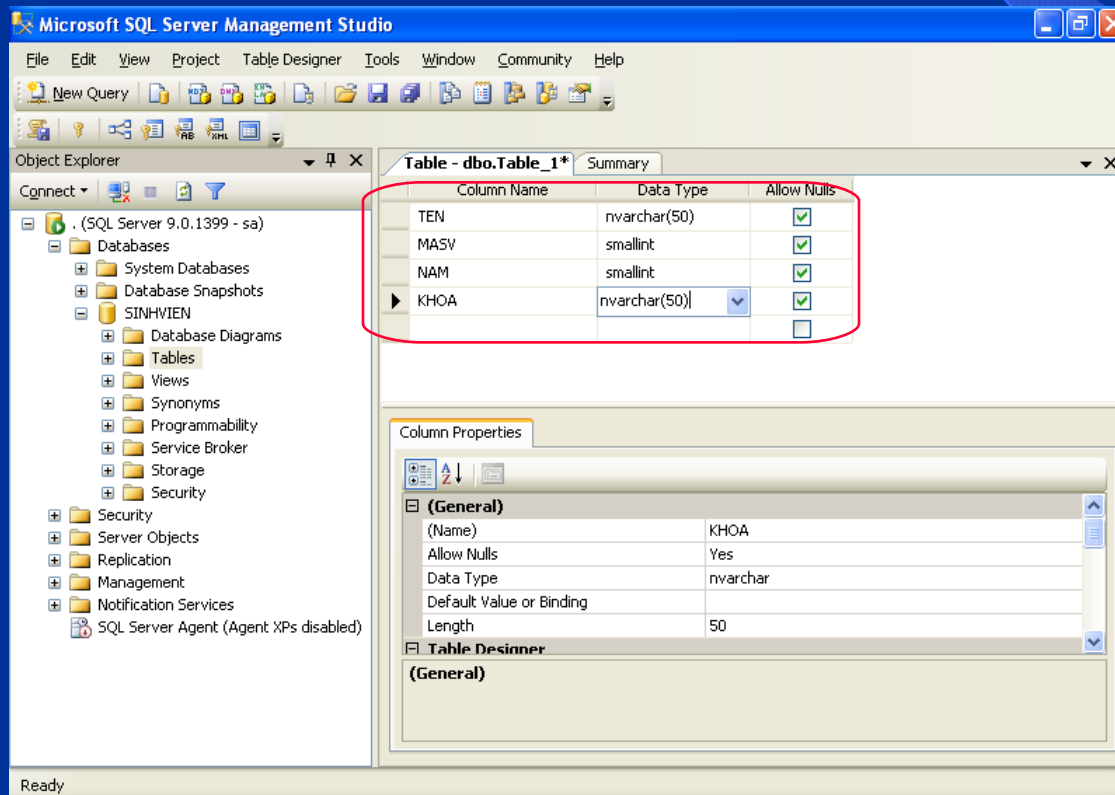 Microsoft SQL Server Management Studio
File Edit View Project Table Designer Tools Window Community Help
New Query
Object Explorer
Connect
. (SQL Server 9.0.1399 - sa)
Databases
System Databases
Database Snapshots
SINHVIEN
Database Diagrams
Tables
Views
Synonyms
Programmability
Service Broker
Storage
Security
Security
Server Objects
Replication
Management
Notification Services
SQL Server Agent (Agent XPs disabled)
Table - dbo.Table_1* Summary
Column Name Data Type Allow Nulls
TEN nvarchar(50)
MASV smallint
NAM smallint
KHOA nvarchar(50)
Column Properties
(General)
(Name) KHOA
Allow Nulls Yes
Data Type nvarchar
Default Value or Binding
Length 50
Table Designer
(General)
Ready